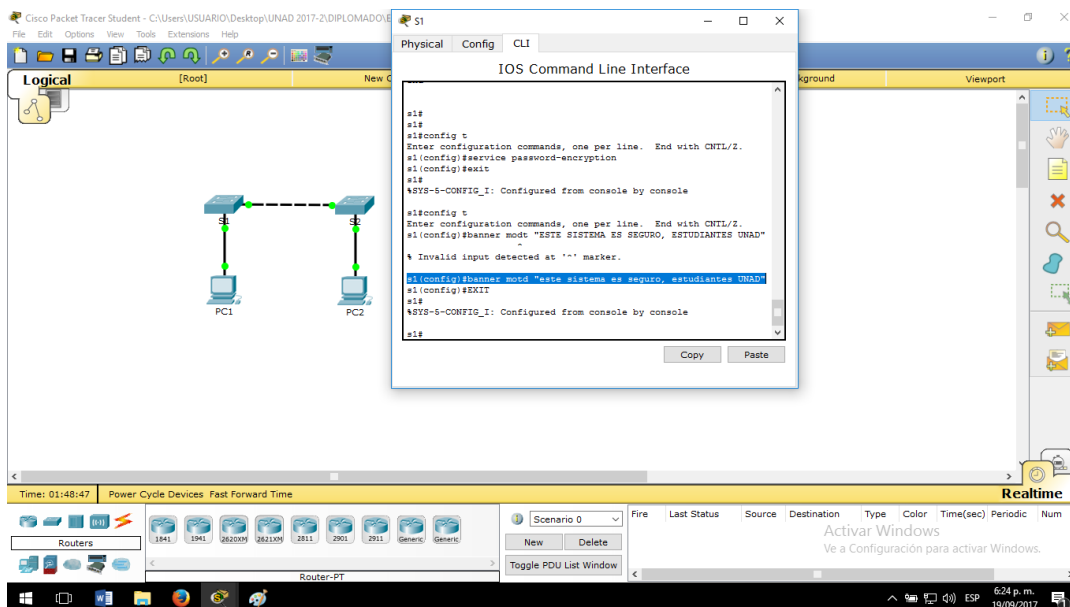 Cisco Packet Tracer Student - C:\Users\USUARIO\Desktop\UNAD 2017-2\DIPLOMADO\E
File Edit Options View Tools Extensions Help
Logical
[Root]
New C
kground
Viewport
S1
Physical Config CLI
IOS Command Line Interface
s1#
s1#
s1#config t
Enter configuration commands, one per line. End with CNTL/Z.
s1(config)#service password-encryption
s1(config)#exit
s1#
%SYS-5-CONFIG_I: Configured from console by console
s1#config t
Enter configuration commands, one per line. End with CNTL/Z.
s1(config)#banner modt "ESTE SISTEMA ES SEGURO, ESTUDIANTES UNAD"
^
% Invalid input detected at '^' marker.
s1(config)#banner motd "este sistema es seguro, estudiantes UNAD"
s1(config)#EXIT
s1#
%SYS-5-CONFIG_I: Configured from console by console
s1#
Copy Paste
S1
S2
PC1
PC2
Time: 01:48:47 Power Cycle Devices Fast Forward Time
Realtime
Routers
1841 1941 2620XM 2621XM 2811 2901 2911 Generic Generic
Router-PT
Scenario 0
New Delete
Toggle PDU List Window
Fire Last Status Source Destination Type Color Time(sec) Periodic Num
Activar Windows
Ve a Configuración para activar Windows.
ESP
6:24 p. m.
19/09/2017